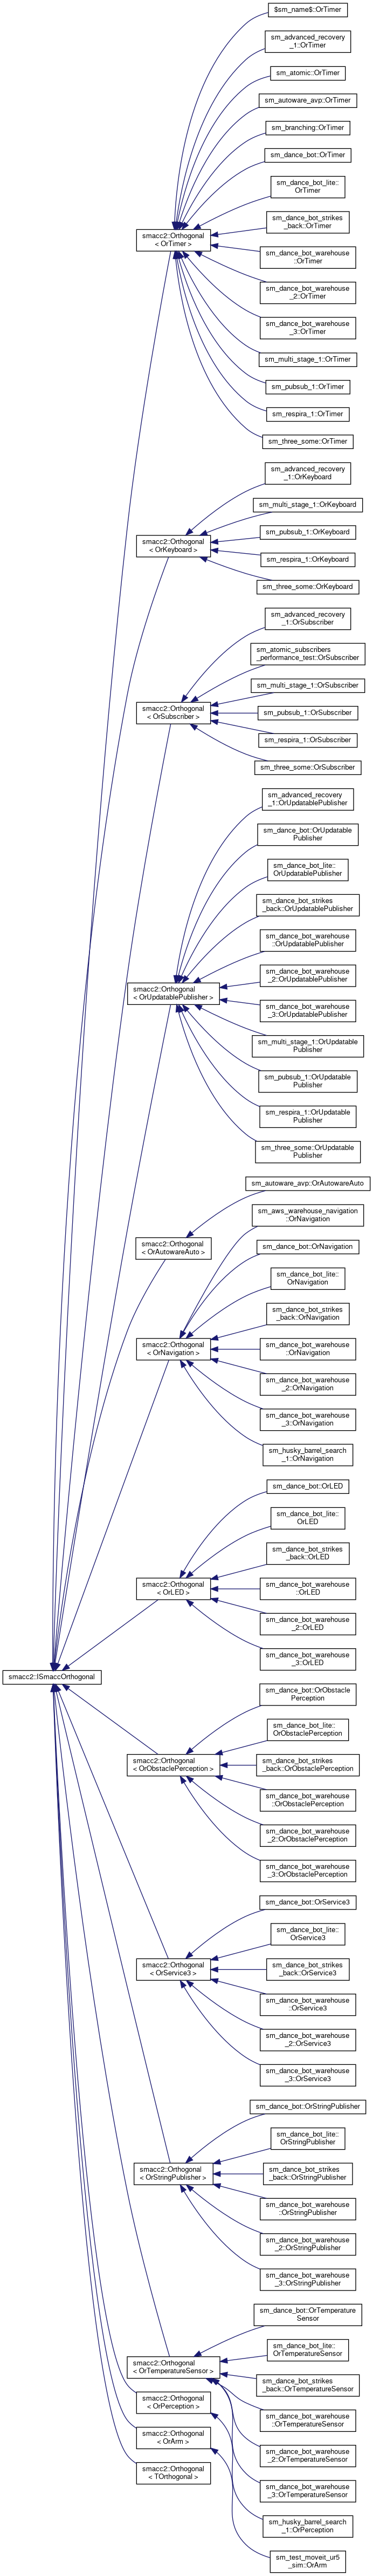 $sm_name$::OrTimer
sm_advanced_recovery
_1::OrTimer
sm_atomic::OrTimer
sm_autoware_avp::OrTimer
sm_branching::OrTimer
sm_dance_bot::OrTimer
sm_dance_bot_lite::
OrTimer
sm_dance_bot_strikes
_back::OrTimer
smacc2::Orthogonal
< OrTimer >
sm_dance_bot_warehouse
::OrTimer
sm_dance_bot_warehouse
_2::OrTimer
sm_dance_bot_warehouse
_3::OrTimer
sm_multi_stage_1::OrTimer
sm_pubsub_1::OrTimer
sm_respira_1::OrTimer
sm_three_some::OrTimer
sm_advanced_recovery
_1::OrKeyboard
sm_multi_stage_1::OrKeyboard
sm_pubsub_1::OrKeyboard
smacc2::Orthogonal
< OrKeyboard >
sm_respira_1::OrKeyboard
sm_three_some::OrKeyboard
sm_advanced_recovery
_1::OrSubscriber
sm_atomic_subscribers
_performance_test::OrSubscriber
sm_multi_stage_1::OrSubscriber
smacc2::Orthogonal
< OrSubscriber >
sm_pubsub_1::OrSubscriber
sm_respira_1::OrSubscriber
sm_three_some::OrSubscriber
sm_advanced_recovery
_1::OrUpdatablePublisher
sm_dance_bot::OrUpdatable
Publisher
sm_dance_bot_lite::
OrUpdatablePublisher
sm_dance_bot_strikes
_back::OrUpdatablePublisher
sm_dance_bot_warehouse
::OrUpdatablePublisher
sm_dance_bot_warehouse
_2::OrUpdatablePublisher
smacc2::Orthogonal
< OrUpdatablePublisher >
sm_dance_bot_warehouse
_3::OrUpdatablePublisher
sm_multi_stage_1::OrUpdatable
Publisher
sm_pubsub_1::OrUpdatable
Publisher
sm_respira_1::OrUpdatable
Publisher
sm_three_some::OrUpdatable
Publisher
sm_autoware_avp::OrAutowareAuto
sm_aws_warehouse_navigation
::OrNavigation
smacc2::Orthogonal
< OrAutowareAuto >
sm_dance_bot::OrNavigation
sm_dance_bot_lite::
OrNavigation
sm_dance_bot_strikes
_back::OrNavigation
smacc2::Orthogonal
< OrNavigation >
sm_dance_bot_warehouse
::OrNavigation
sm_dance_bot_warehouse
_2::OrNavigation
sm_dance_bot_warehouse
_3::OrNavigation
sm_husky_barrel_search
_1::OrNavigation
sm_dance_bot::OrLED
sm_dance_bot_lite::
OrLED
sm_dance_bot_strikes
_back::OrLED
smacc2::Orthogonal
< OrLED >
sm_dance_bot_warehouse
::OrLED
sm_dance_bot_warehouse
_2::OrLED
sm_dance_bot_warehouse
_3::OrLED
smacc2::ISmaccOrthogonal
sm_dance_bot::OrObstacle
Perception
sm_dance_bot_lite::
OrObstaclePerception
smacc2::Orthogonal
< OrObstaclePerception >
sm_dance_bot_strikes
_back::OrObstaclePerception
sm_dance_bot_warehouse
::OrObstaclePerception
sm_dance_bot_warehouse
_2::OrObstaclePerception
sm_dance_bot_warehouse
_3::OrObstaclePerception
sm_dance_bot::OrService3
sm_dance_bot_lite::
OrService3
smacc2::Orthogonal
< OrService3 >
sm_dance_bot_strikes
_back::OrService3
sm_dance_bot_warehouse
::OrService3
sm_dance_bot_warehouse
_2::OrService3
sm_dance_bot_warehouse
_3::OrService3
sm_dance_bot::OrStringPublisher
sm_dance_bot_lite::
OrStringPublisher
smacc2::Orthogonal
< OrStringPublisher >
sm_dance_bot_strikes
_back::OrStringPublisher
sm_dance_bot_warehouse
::OrStringPublisher
sm_dance_bot_warehouse
_2::OrStringPublisher
sm_dance_bot_warehouse
_3::OrStringPublisher
sm_dance_bot::OrTemperature
Sensor
sm_dance_bot_lite::
OrTemperatureSensor
smacc2::Orthogonal
< OrTemperatureSensor >
sm_dance_bot_strikes
_back::OrTemperatureSensor
smacc2::Orthogonal
< OrPerception >
sm_dance_bot_warehouse
::OrTemperatureSensor
smacc2::Orthogonal
< OrArm >
sm_dance_bot_warehouse
_2::OrTemperatureSensor
smacc2::Orthogonal
< TOrthogonal >
sm_dance_bot_warehouse
_3::OrTemperatureSensor
sm_husky_barrel_search
_1::OrPerception
sm_test_moveit_ur5
_sim::OrArm